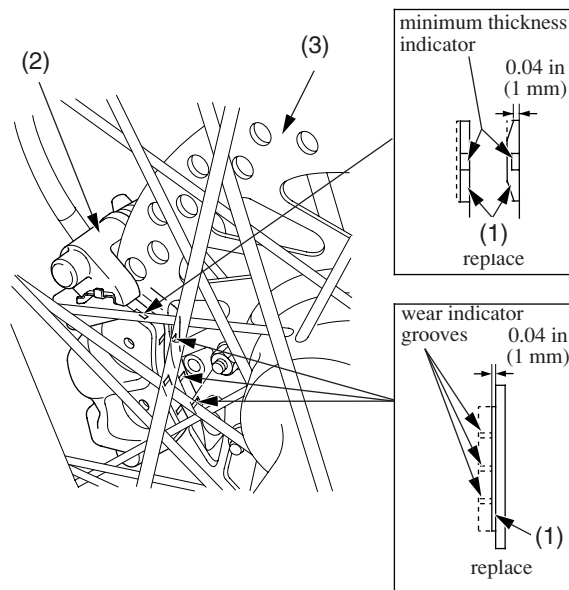 minimum thickness
indicator
0.04 in
(1 mm)
(1)
replace
(2)
(3)
wear indicator
grooves
0.04 in
(1 mm)
(1)
replace